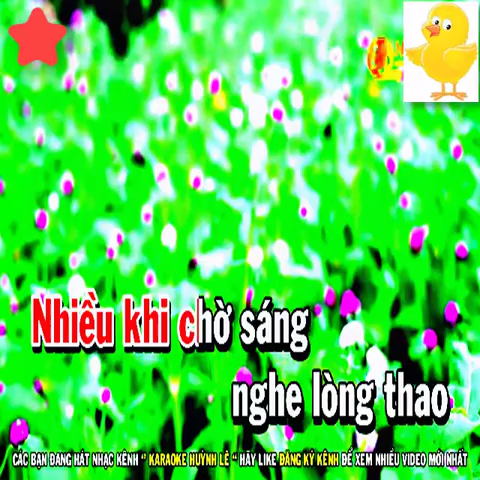 Nhiều khi chờ sáng
nghe lòng thao
CÁC BẠN ĐANG HÁT NHẠC KÊNH " KARAOKE HUỲNH LÊ " HÃY LIKE ĐĂNG KÝ KÊNH ĐỂ XEM NHIỀU VIDEO MỚI NHẤT